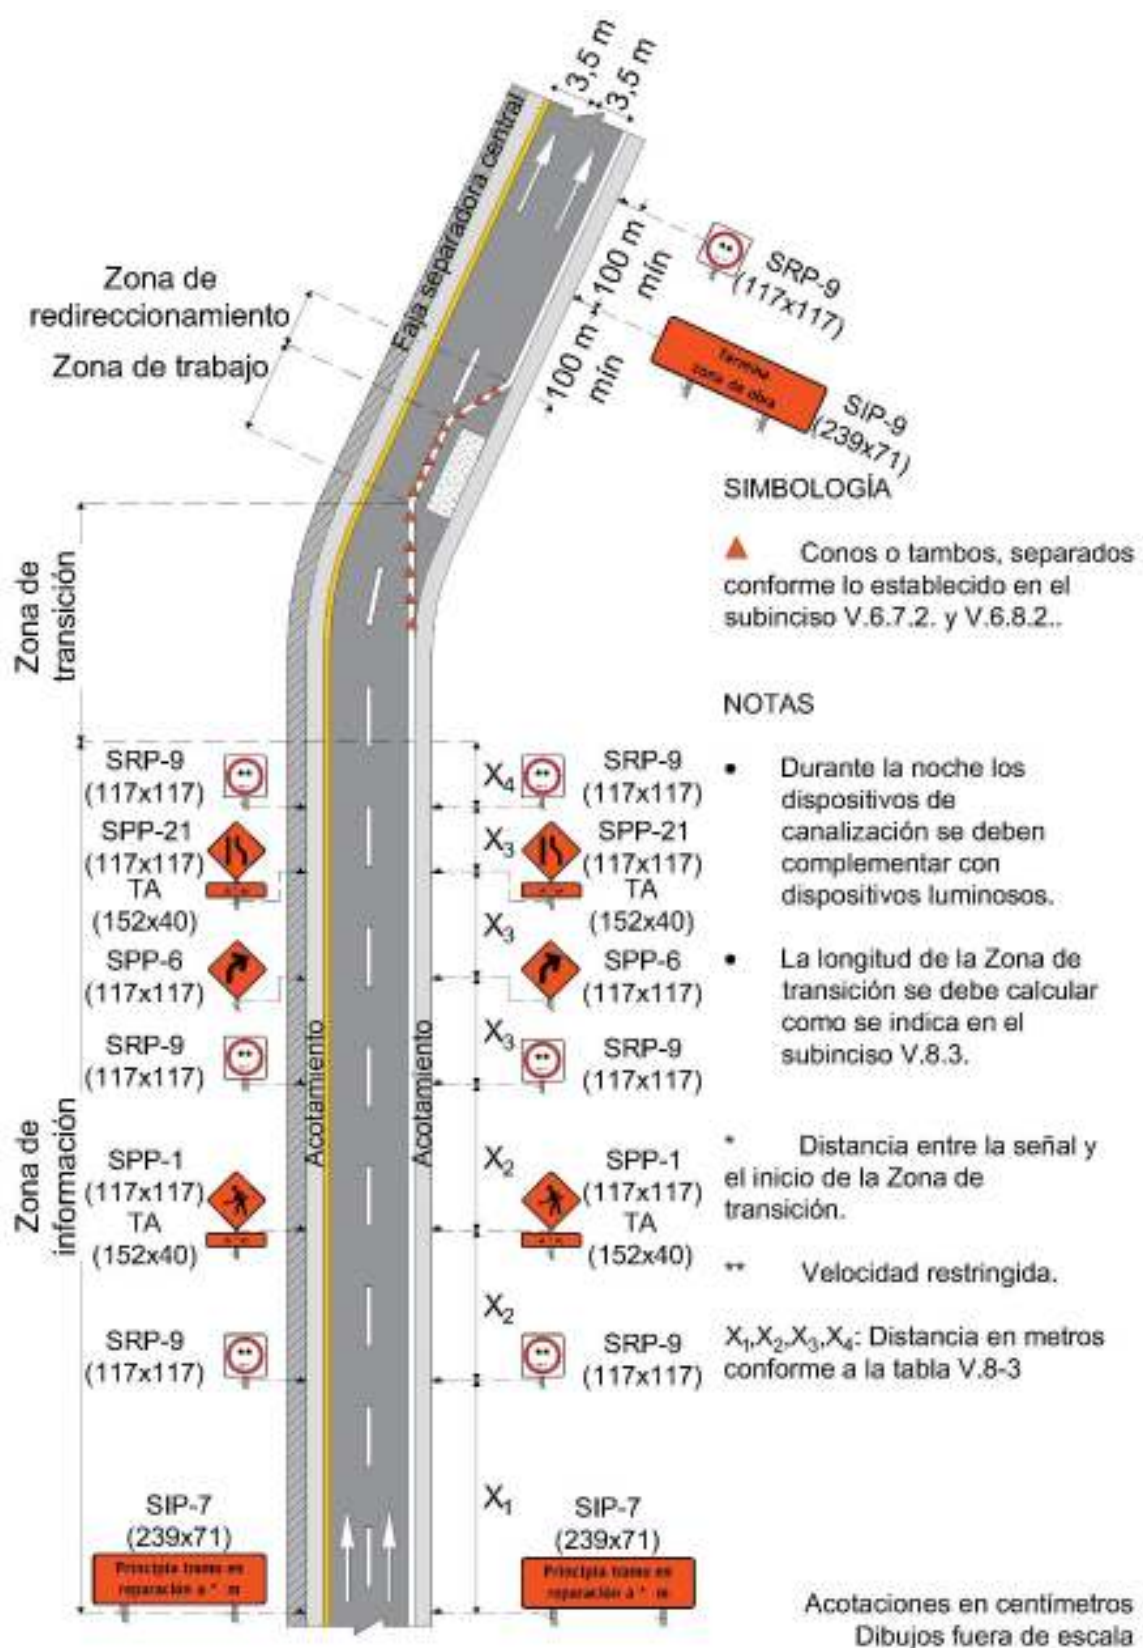 3,5 m
3,5 m
Faja separadora central
Zona de
redireccionamiento
Zona de trabajo
100 m
mín
100 m
mín
SRP-9
(117x117)
Termina
de obra
SIP-9
(239x71)
SIMBOLOGÍA
Conos o tambos, separados
conforme lo establecido en el
subinciso V.6.7.2. y V.6.8.2..
NOTAS
• Durante la noche los
dispositivos de
canalización se deben
complementar con
dispositivos luminosos.
• La longitud de la Zona de
transición se debe calcular
como se indica en el
subinciso V.8.3.
* Distancia entre la señal y
el inicio de la Zona de
transición.
** Velocidad restringida.
X₁,X₂,X₃,X₄: Distancia en metros
conforme a la tabla V.8-3
Zona de
transición
Zona de
información
SRP-9
(117x117)
**
X₄
**
SRP-9
(117x117)
SPP-21
(117x117)
TA
(152x40)
X₃
SPP-21
(117x117)
TA
(152x40)
X₃
SPP-6
(117x117)
SPP-6
(117x117)
X₃
SRP-9
(117x117)
**
**
SRP-9
(117x117)
Acotamiento
Acotamiento
X₂
SPP-1
(117x117)
TA
(152x40)
SPP-1
(117x117)
TA
(152x40)
X₂
SRP-9
(117x117)
**
**
SRP-9
(117x117)
X₁
SIP-7
(239x71)
Principia tramo en
reparación a * m
SIP-7
(239x71)
Principia tramo en
reparación a * m
Acotaciones en centímetros
Dibujos fuera de escala